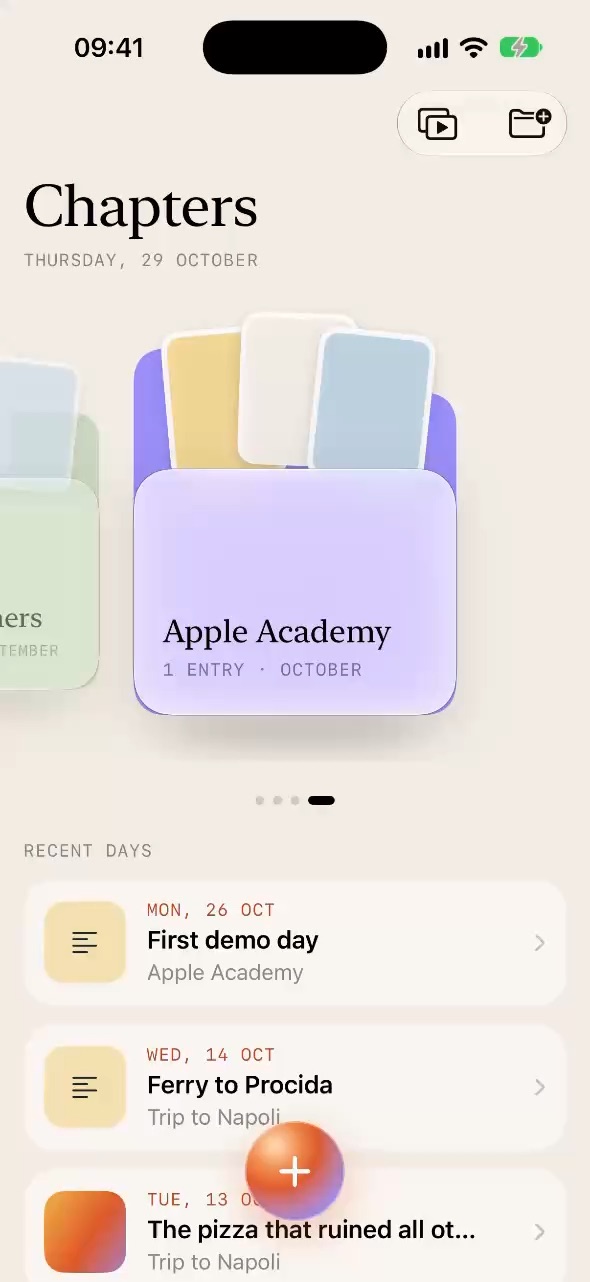 09:41
Chapters
THURSDAY, 29 OCTOBER
Apple Academy
1 ENTRY · OCTOBER
RECENT DAYS
MON, 26 OCT
First demo day
Apple Academy
WED, 14 OCT
Ferry to Procida
Trip to Napoli
TUE, 13
The pizza that ruined all ot...
Trip to Napoli